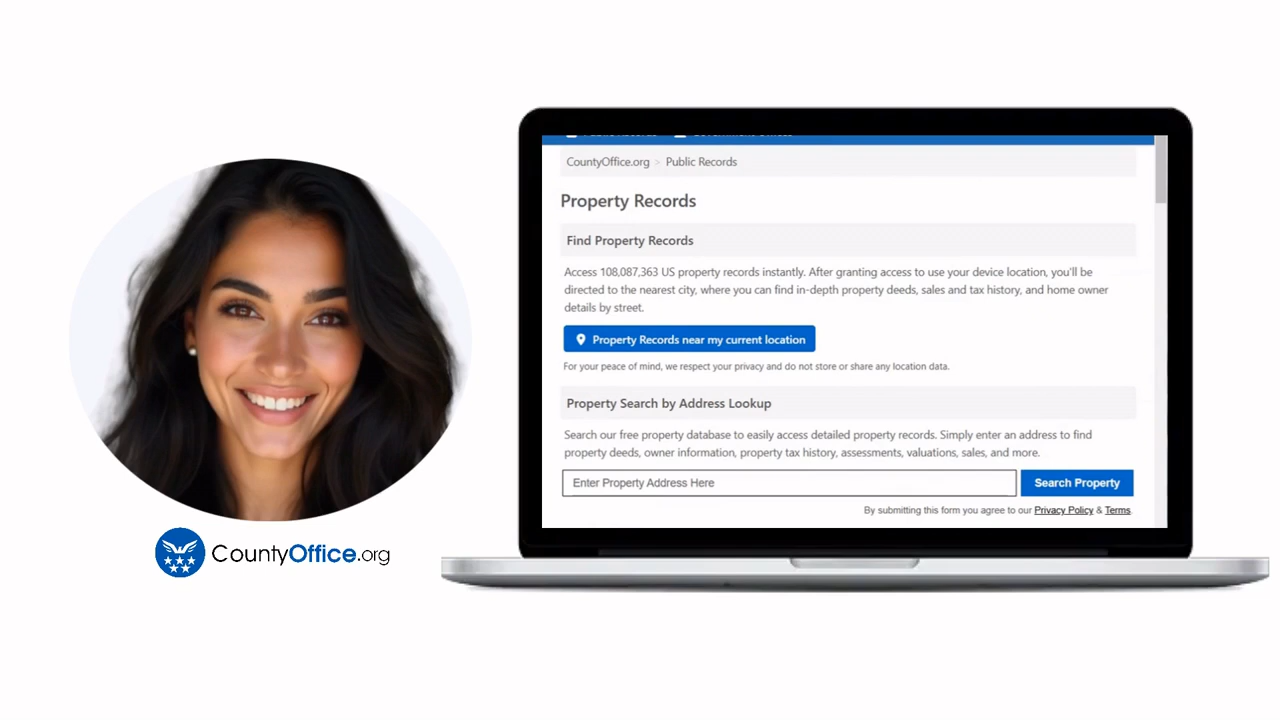 CountyOffice.org > Public Records
Property Records
Find Property Records
Access 108,087,363 US property records instantly. After granting access to use your device location, you'll be
directed to the nearest city, where you can find in-depth property deeds, sales and tax history, and home owner
details by street.
Property Records near my current location
For your peace of mind, we respect your privacy and do not store or share any location data.
Property Search by Address Lookup
Search our free property database to easily access detailed property records. Simply enter an address to find
property deeds, owner information, property tax history, assessments, valuations, sales, and more.
Enter Property Address Here
Search Property
By submitting this form you agree to our Privacy Policy & Terms.
CountyOffice.org